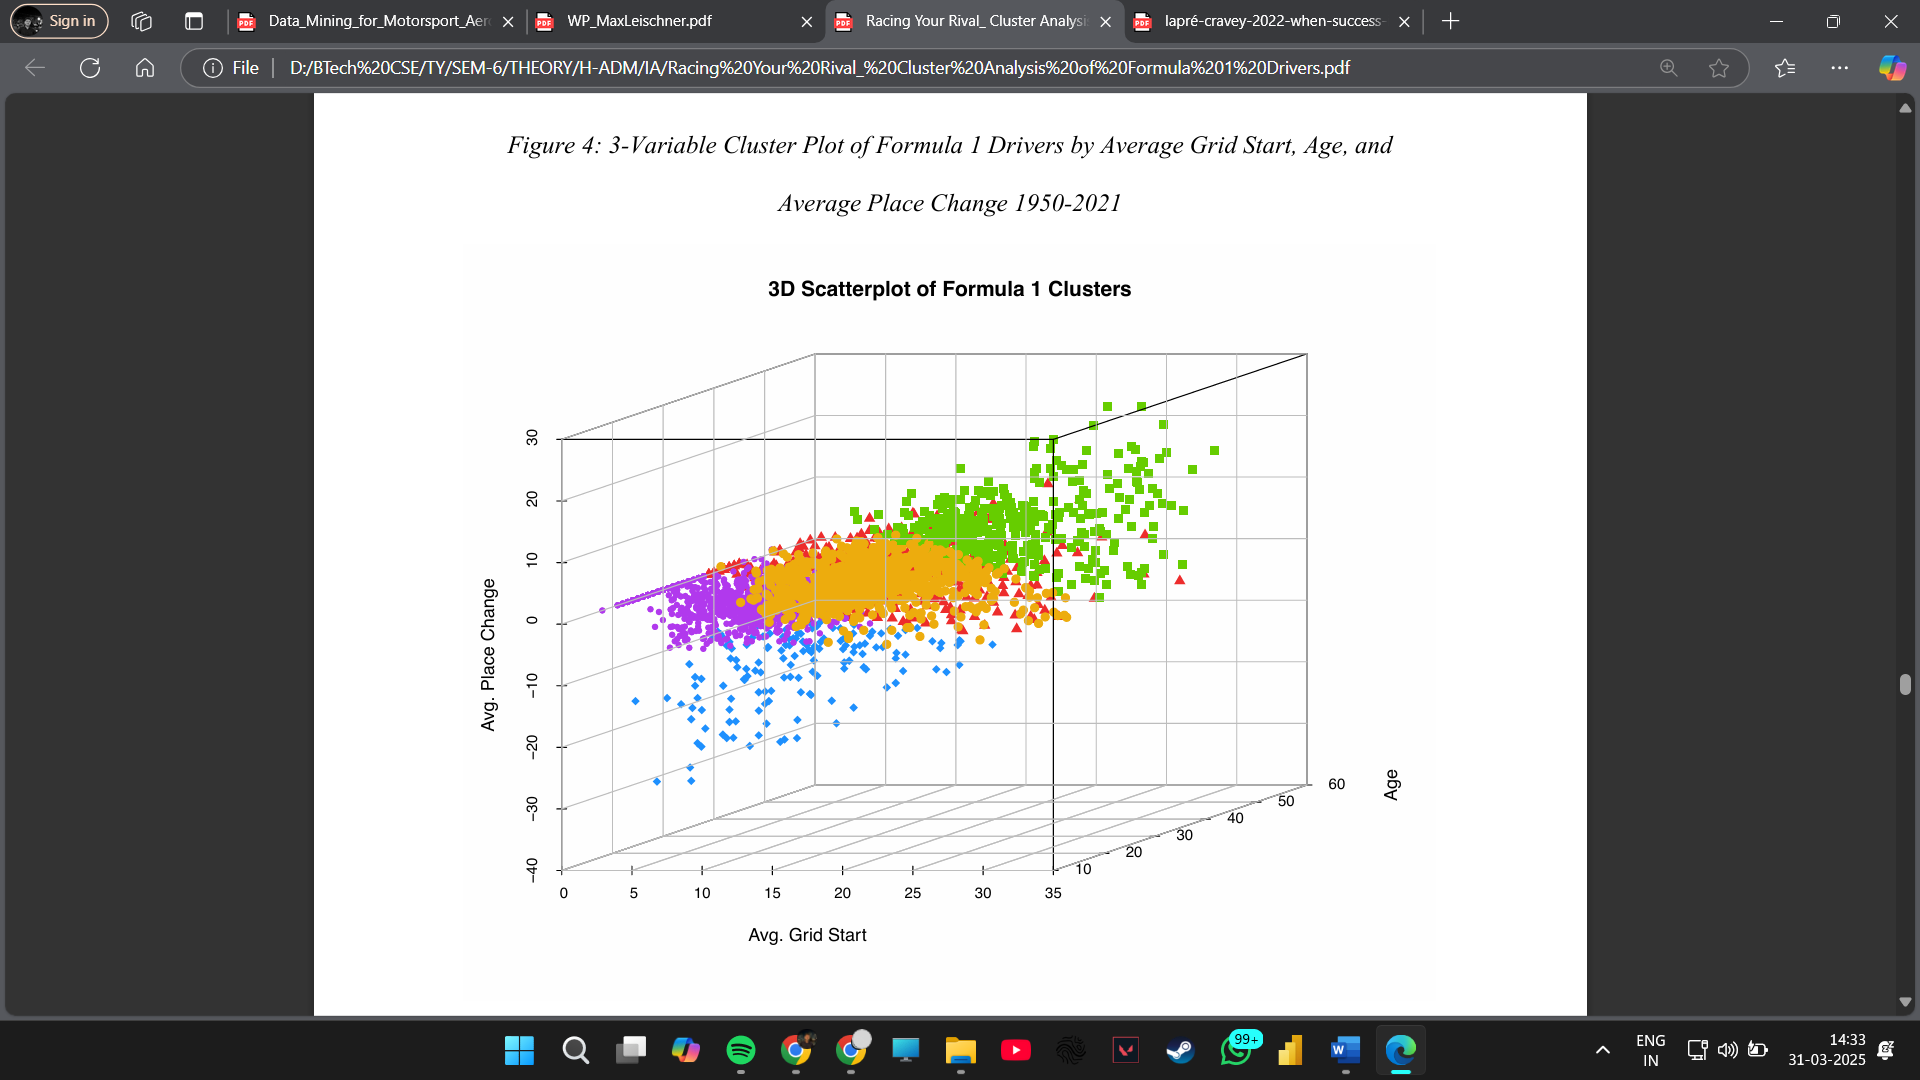 Sign in
Data_Mining_for_Motorsport_Aer
WP_MaxLeischner.pdf
Racing Your Rival_ Cluster Analysis
lapré-cravey-2022-when-success-
File
D:/BTech%20CSE/TY/SEM-6/THEORY/H-ADM/IA/Racing%20Your%20Rival_%20Cluster%20Analysis%20of%20Formula%201%20Drivers.pdf
Figure 4: 3-Variable Cluster Plot of Formula 1 Drivers by Average Grid Start, Age, and
Average Place Change 1950-2021
3D Scatterplot of Formula 1 Clusters
Avg. Place Change
30
20
10
0
−10
−20
−30
−40
0 5 10 15 20 25 30 35
Avg. Grid Start
10
20
30
40
50
60
Age
99+
ENG
IN
14:33
31-03-2025